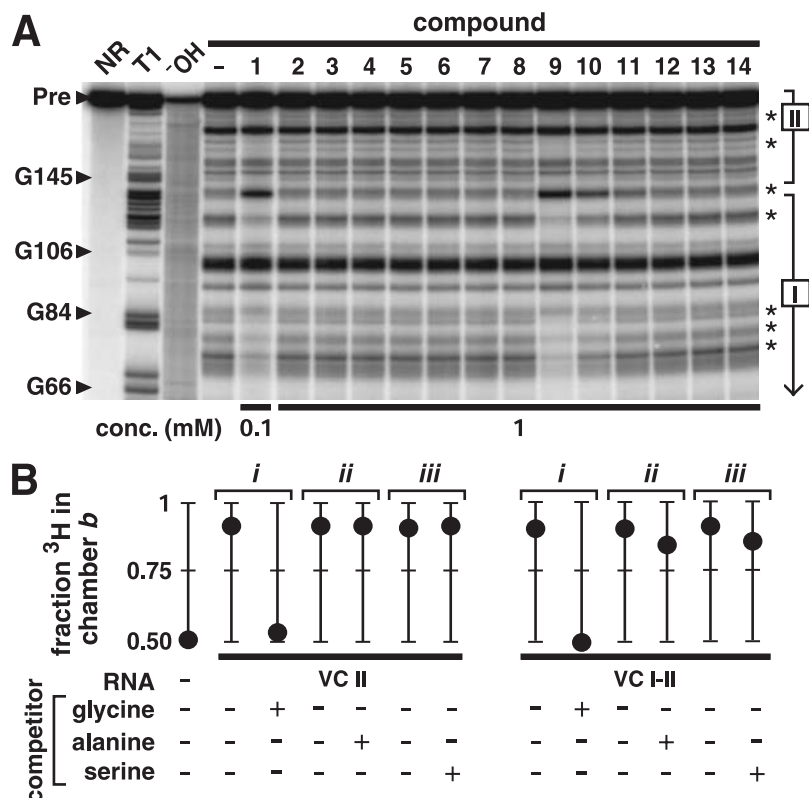 A
compound
NR T1 -OH – 1 2 3 4 5 6 7 8 9 10 11 12 13 14
Pre
*
II
*
G145
*
*
G106
I
G84
*
*
*
G66
conc. (mM) 0.1 1
B
i ii iii i ii iii
fraction ³H in
chamber b
1
0.75
0.50
RNA – VC II VC I-II
competitor
glycine – – + – – – – – + – – – –
alanine – – – – + – – – – – + – –
serine – – – – – – + – – – – – +